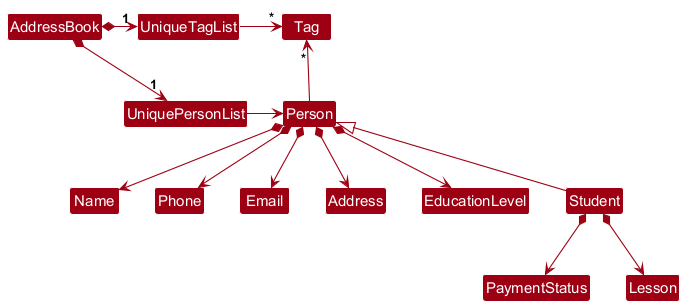 AddressBook 1 UniqueTagList * Tag
*
1
UniquePersonList Person
Name Phone Email Address EducationLevel Student
PaymentStatus Lesson